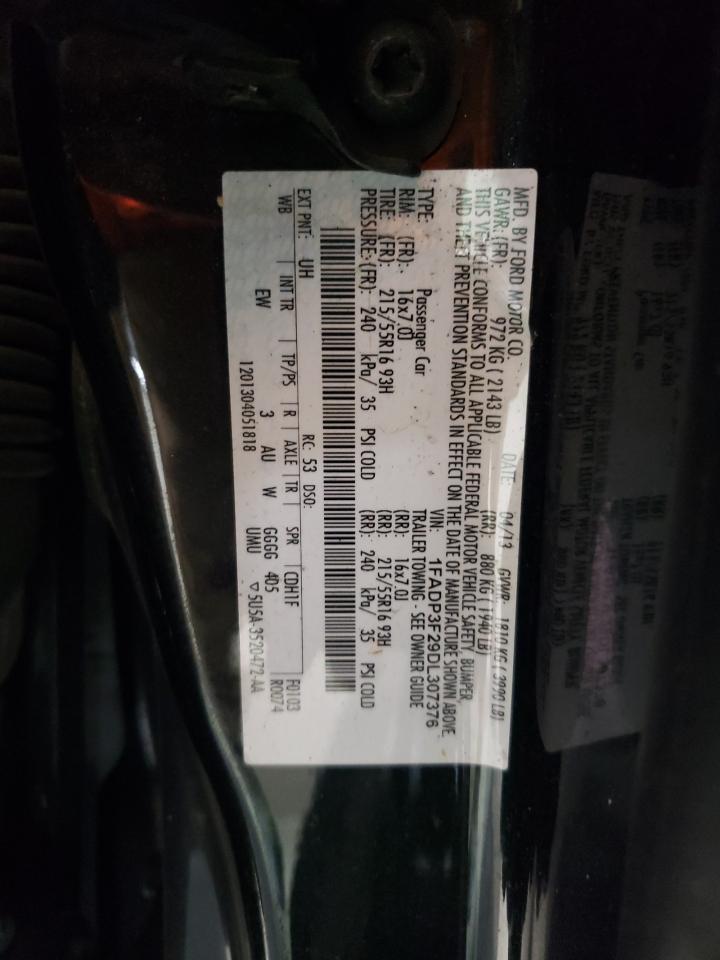 MFD. BY FORD MOTOR CO.
DATE: 04/13 GVWR: 1810 KG ( 3990 LB)
GAWR: (FR): 972 KG ( 2143 LB) (RR): 880 KG ( 1940 LB)
THIS VEHICLE CONFORMS TO ALL APPLICABLE FEDERAL MOTOR VEHICLE SAFETY, BUMPER,
AND THEFT PREVENTION STANDARDS IN EFFECT ON THE DATE OF MANUFACTURE SHOWN ABOVE.
VIN: 1FADP3F29DL307376
TYPE: Passenger Car TRAILER TOWING - SEE OWNER GUIDE
RIM: (FR): 16x7.0J (RR): 16x7.0J
TIRE: (FR): 215/55R16 93H (RR): 215/55R16 93H
PRESSURE: (FR): 240 kPa/ 35 PSI COLD (RR): 240 kPa/ 35 PSI COLD
EXT PNT: UH RC: 53 DSO: F0103
WB INT TR TP/PS R AXLE TR SPR CDH1F R0074
EW 3 AU W GGGG 4D5
1201304051818 UMU ▽5U5A-3520472-AA